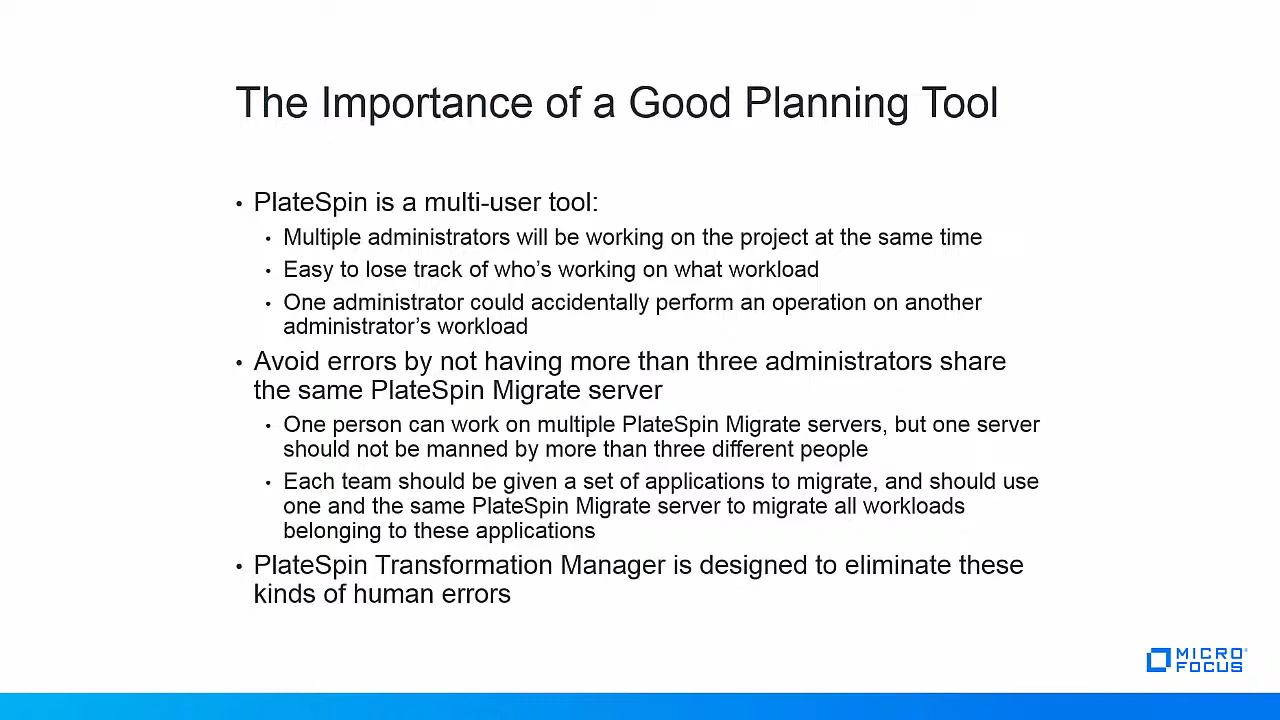 The Importance of a Good Planning Tool
• PlateSpin is a multi-user tool:
• Multiple administrators will be working on the project at the same time
• Easy to lose track of who's working on what workload
• One administrator could accidentally perform an operation on another
administrator's workload
• Avoid errors by not having more than three administrators share
the same PlateSpin Migrate server
• One person can work on multiple PlateSpin Migrate servers, but one server
should not be manned by more than three different people
• Each team should be given a set of applications to migrate, and should use
one and the same PlateSpin Migrate server to migrate all workloads
belonging to these applications
• PlateSpin Transformation Manager is designed to eliminate these
kinds of human errors
MICRO
FOCUS